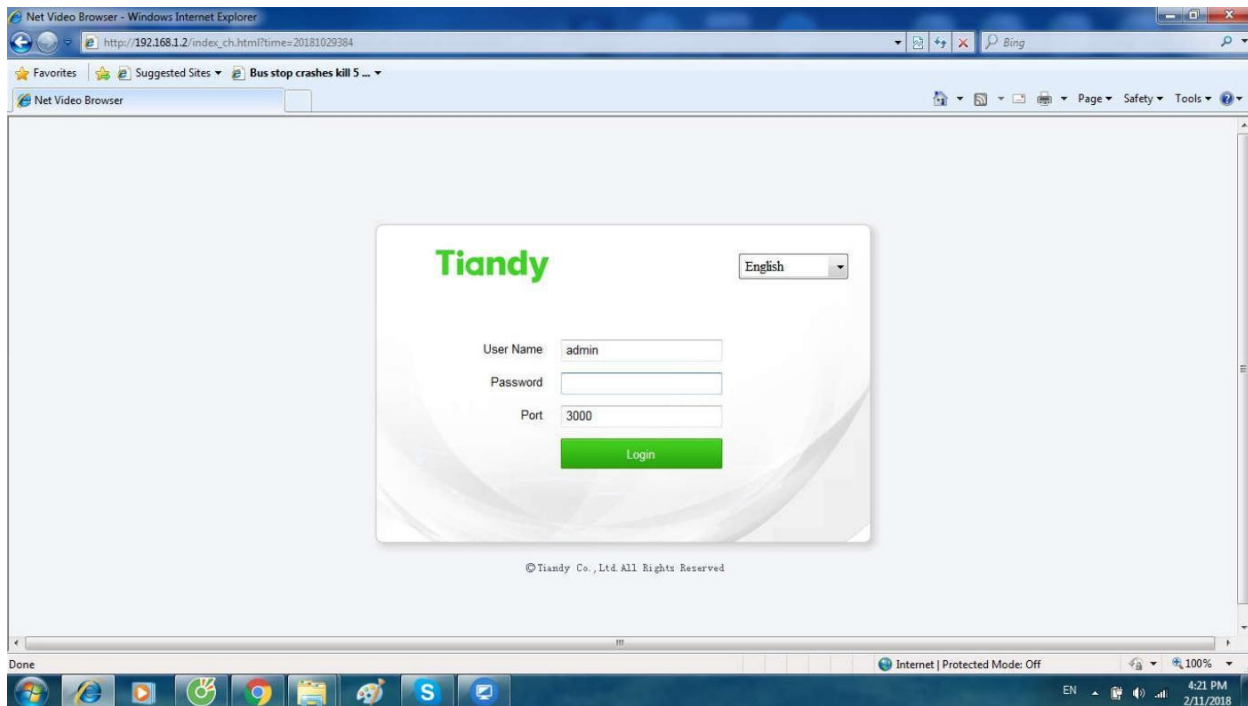 Net Video Browser - Windows Internet Explorer
http://192.168.1.2/index_ch.html?time=20181029384
Bing
Favorites Suggested Sites Bus stop crashes kill 5 ...
Net Video Browser Page Safety Tools
Tiandy English
User Name admin
Password
Port 3000
Login
©Tiandy Co.,Ltd.All Rights Reserved
Done Internet | Protected Mode: Off 100%
EN 4:21 PM
2/11/2018